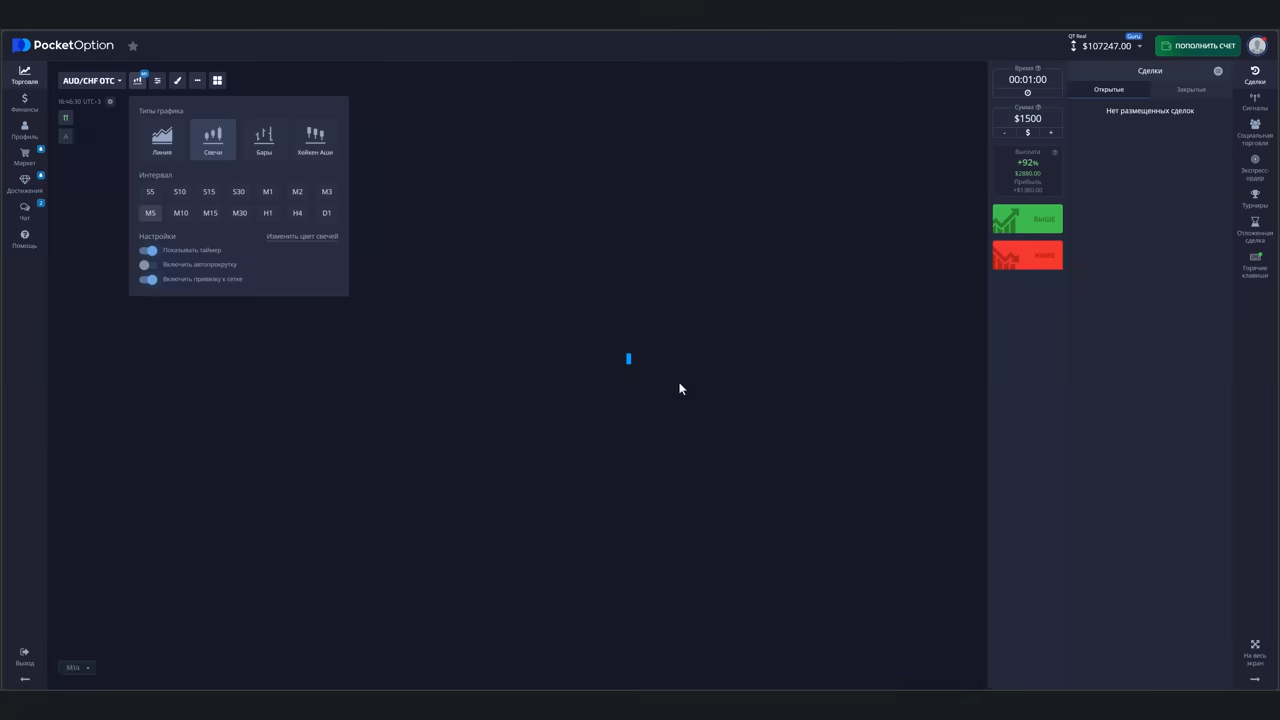 PocketOption
QT Real
Guru
$107247.00
ПОПОЛНИТЬ СЧЕТ
Торговля
Финансы
Профиль
Маркет
Достижения
2
Чат
Помощь
Выход
AUD/CHF OTC
M5
16:46:30 UTC+3
Типы графика
Линия
Свечи
Бары
Хейкен Аши
Интервал
S5 S10 S15 S30 M1 M2 M3
M5 M10 M15 M30 H1 H4 D1
Настройки
Изменить цвет свечей
Показывать таймер
Включить автопрокрутку
Включить привязку к сетке
M14
Время
00:01:00
Сумма
$1500
- $ +
Выплата
+92%
$2880.00
Прибыль
+$1380.00
ВЫШЕ
НИЖЕ
Сделки
Открытые
Закрытые
Нет размещенных сделок
Сделки
Сигналы
Социальная
торговля
Экспресс-
ордер
Турниры
Отложенная
сделка
Горячие
клавиши
На весь
экран